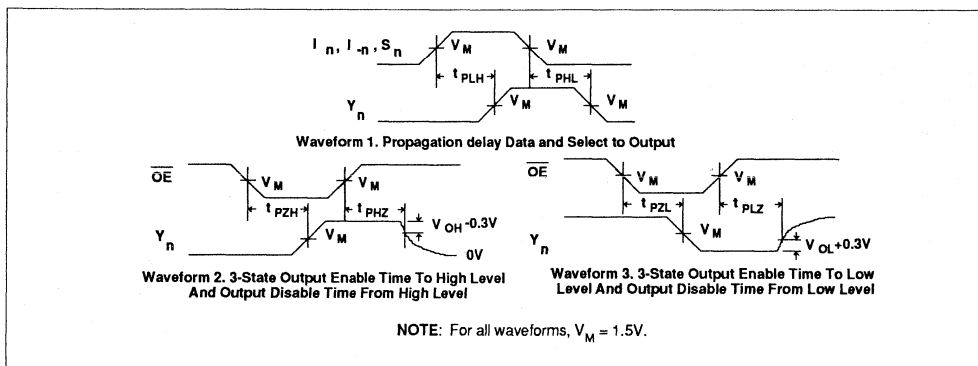 I n, I -n, S n
V M
V M
t PLH
t PHL
Y n
V M
V M
Waveform 1. Propagation delay Data and Select to Output
OE
V M
V M
t PZH
t PHZ
V OH -0.3V
Y n
V M
0V
Waveform 2. 3-State Output Enable Time To High Level
And Output Disable Time From High Level
OE
V M
V M
t PZL
t PLZ
Y n
V M
V OL +0.3V
Waveform 3. 3-State Output Enable Time To Low
Level And Output Disable Time From Low Level
NOTE: For all waveforms, V M = 1.5V.